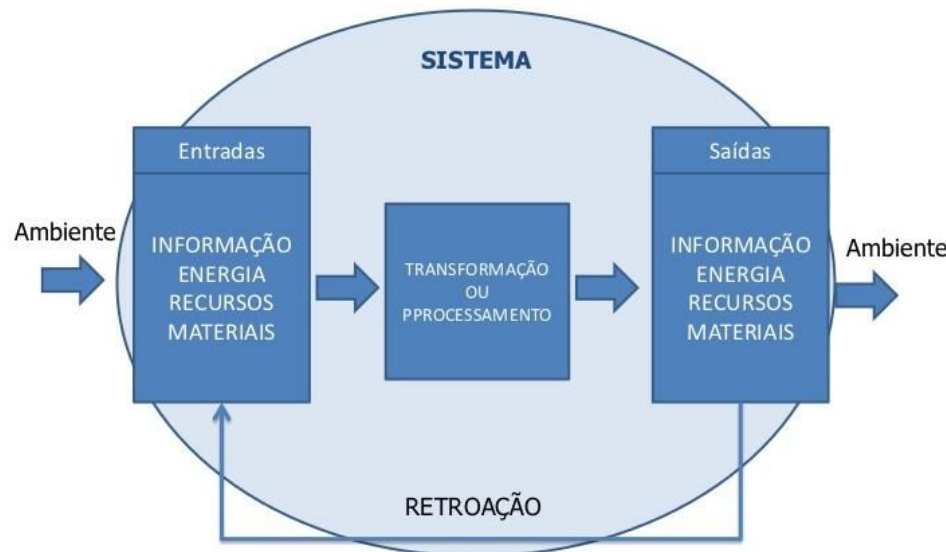 SISTEMA
Entradas
Saídas
Ambiente
INFORMAÇÃO
ENERGIA
RECURSOS
MATERIAIS
TRANSFORMAÇÃO
OU
PPROCESSAMENTO
INFORMAÇÃO
ENERGIA
RECURSOS
MATERIAIS
Ambiente
RETROAÇÃO